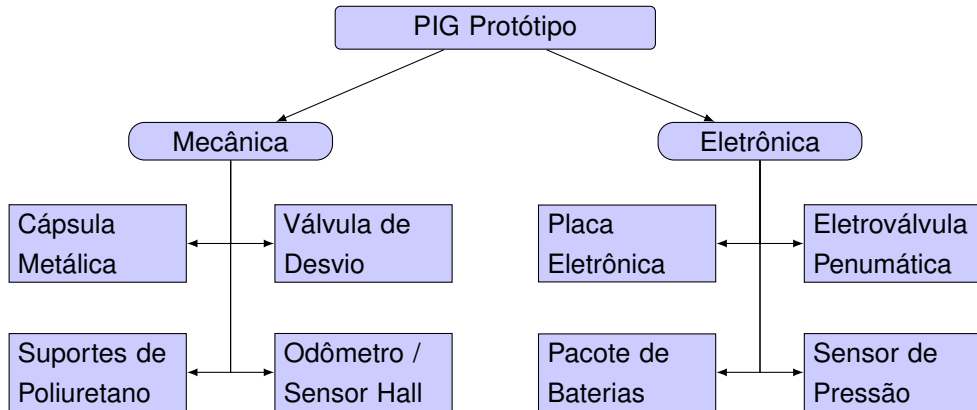 PIG Protótipo
Mecânica
Eletrônica
Cápsula
Metálica
Válvula de
Desvio
Placa
Eletrônica
Eletroválvula
Penumática
Suportes de
Poliuretano
Odômetro /
Sensor Hall
Pacote de
Baterias
Sensor de
Pressão